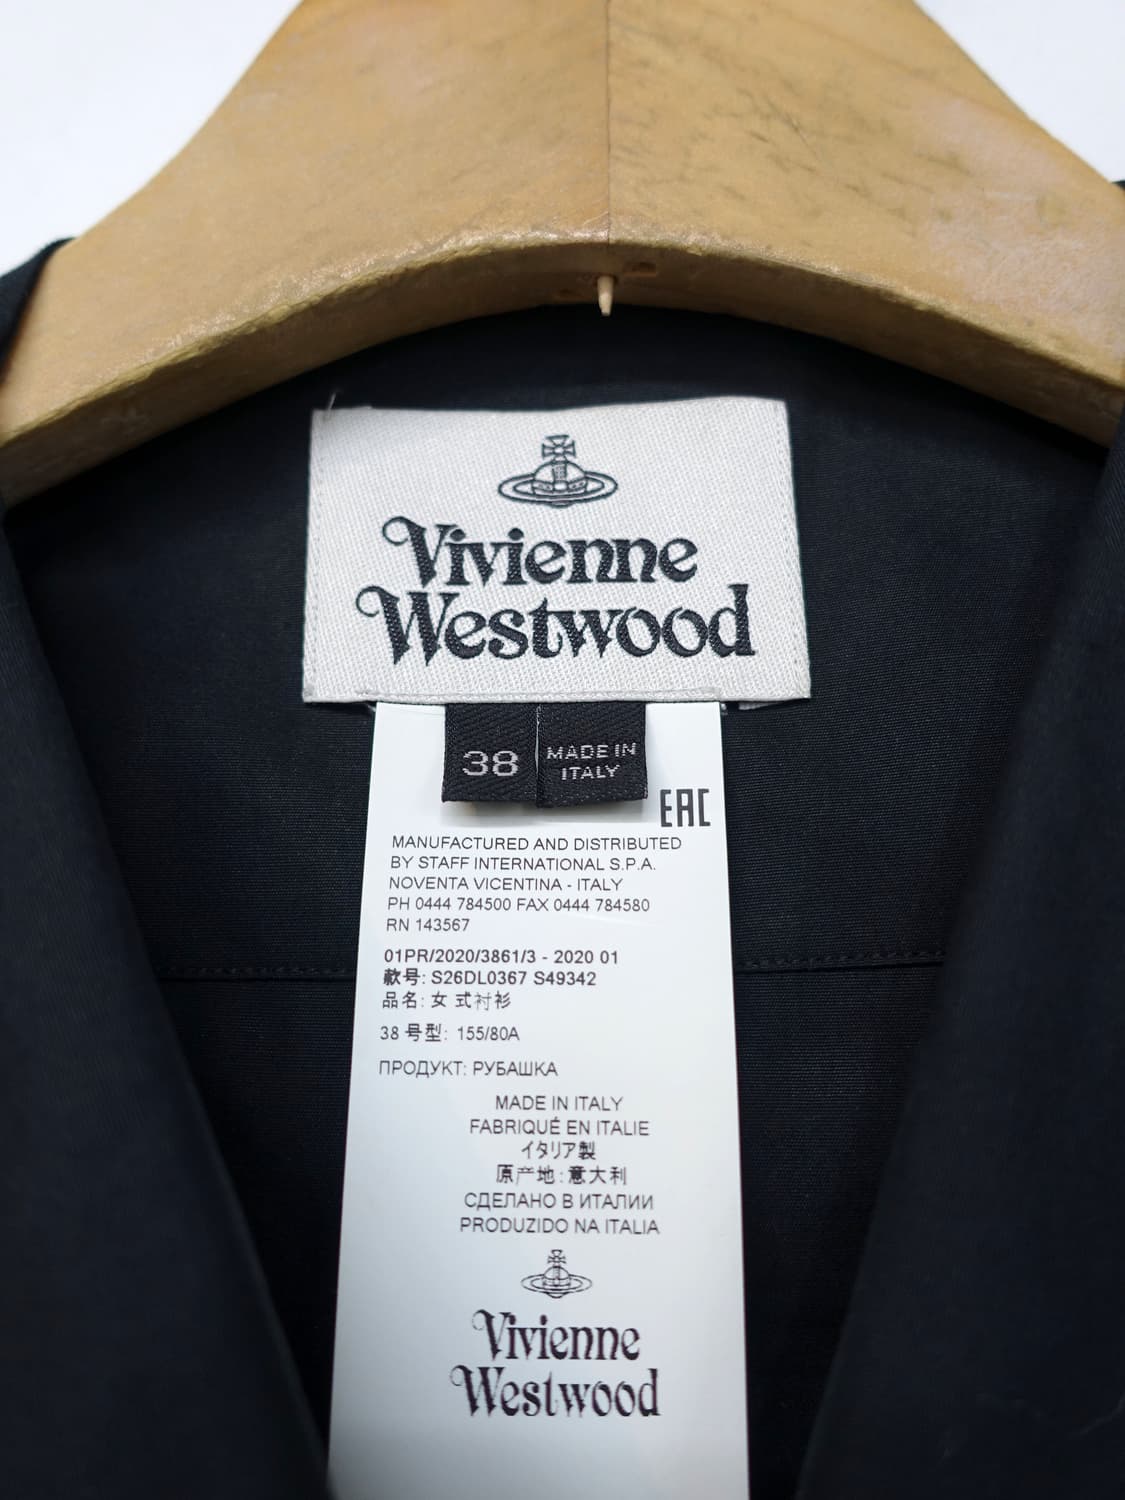 Vivienne
Westwood
38
MADE IN
ITALY
EAC
MANUFACTURED AND DISTRIBUTED
BY STAFF INTERNATIONAL S.P.A.
NOVENTA VICENTINA - ITALY
PH 0444 784500 FAX 0444 784580
RN 143567
01PR/2020/3861/3 - 2020 01
款号: S26DL0367 S49342
品名: 女 式衬衫
38 号型: 155/80A
ПРОДУКТ: РУБАШКА
MADE IN ITALY
FABRIQUÉ EN ITALIE
イタリア製
原产地: 意大利
СДЕЛАНО В ИТАЛИИ
PRODUZIDO NA ITALIA
Vivienne
Westwood